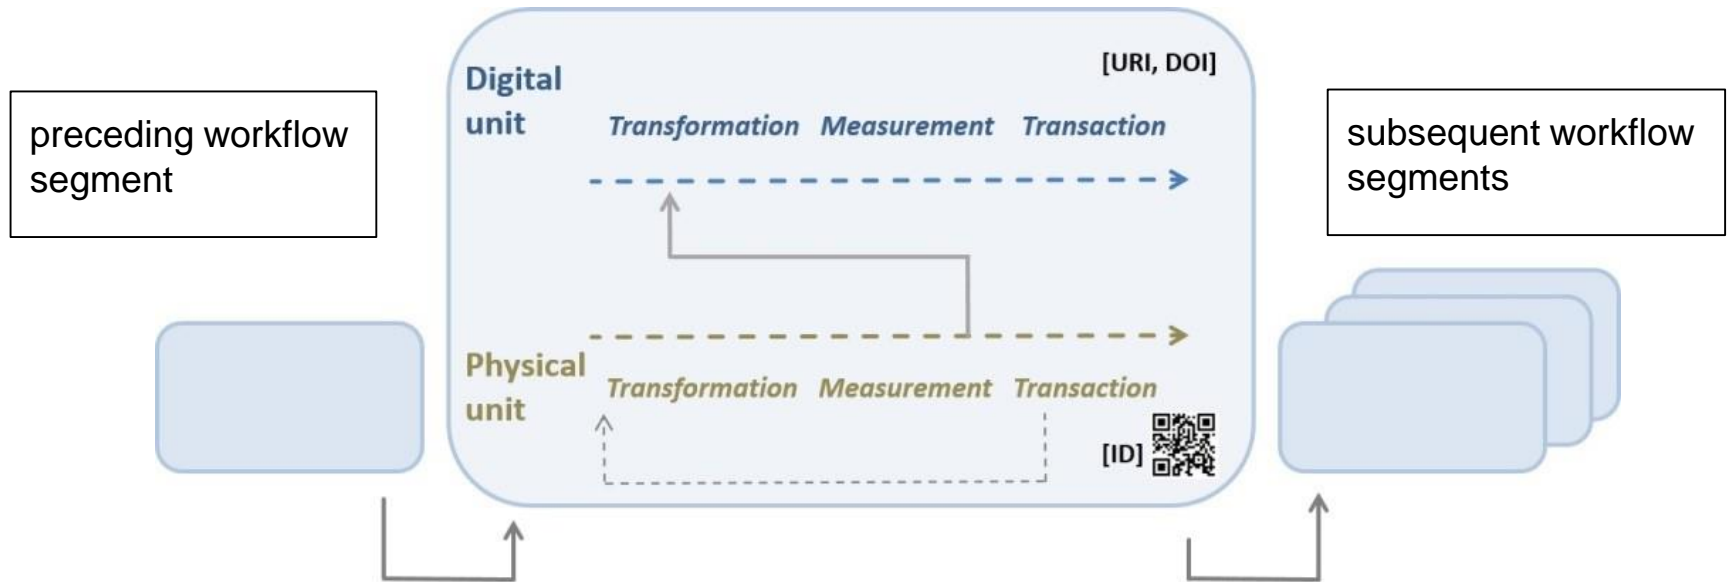 preceding workflow
segment
Digital
unit
[URI, DOI]
Transformation Measurement Transaction
Physical
unit
Transformation Measurement Transaction
[ID]
subsequent workflow
segments